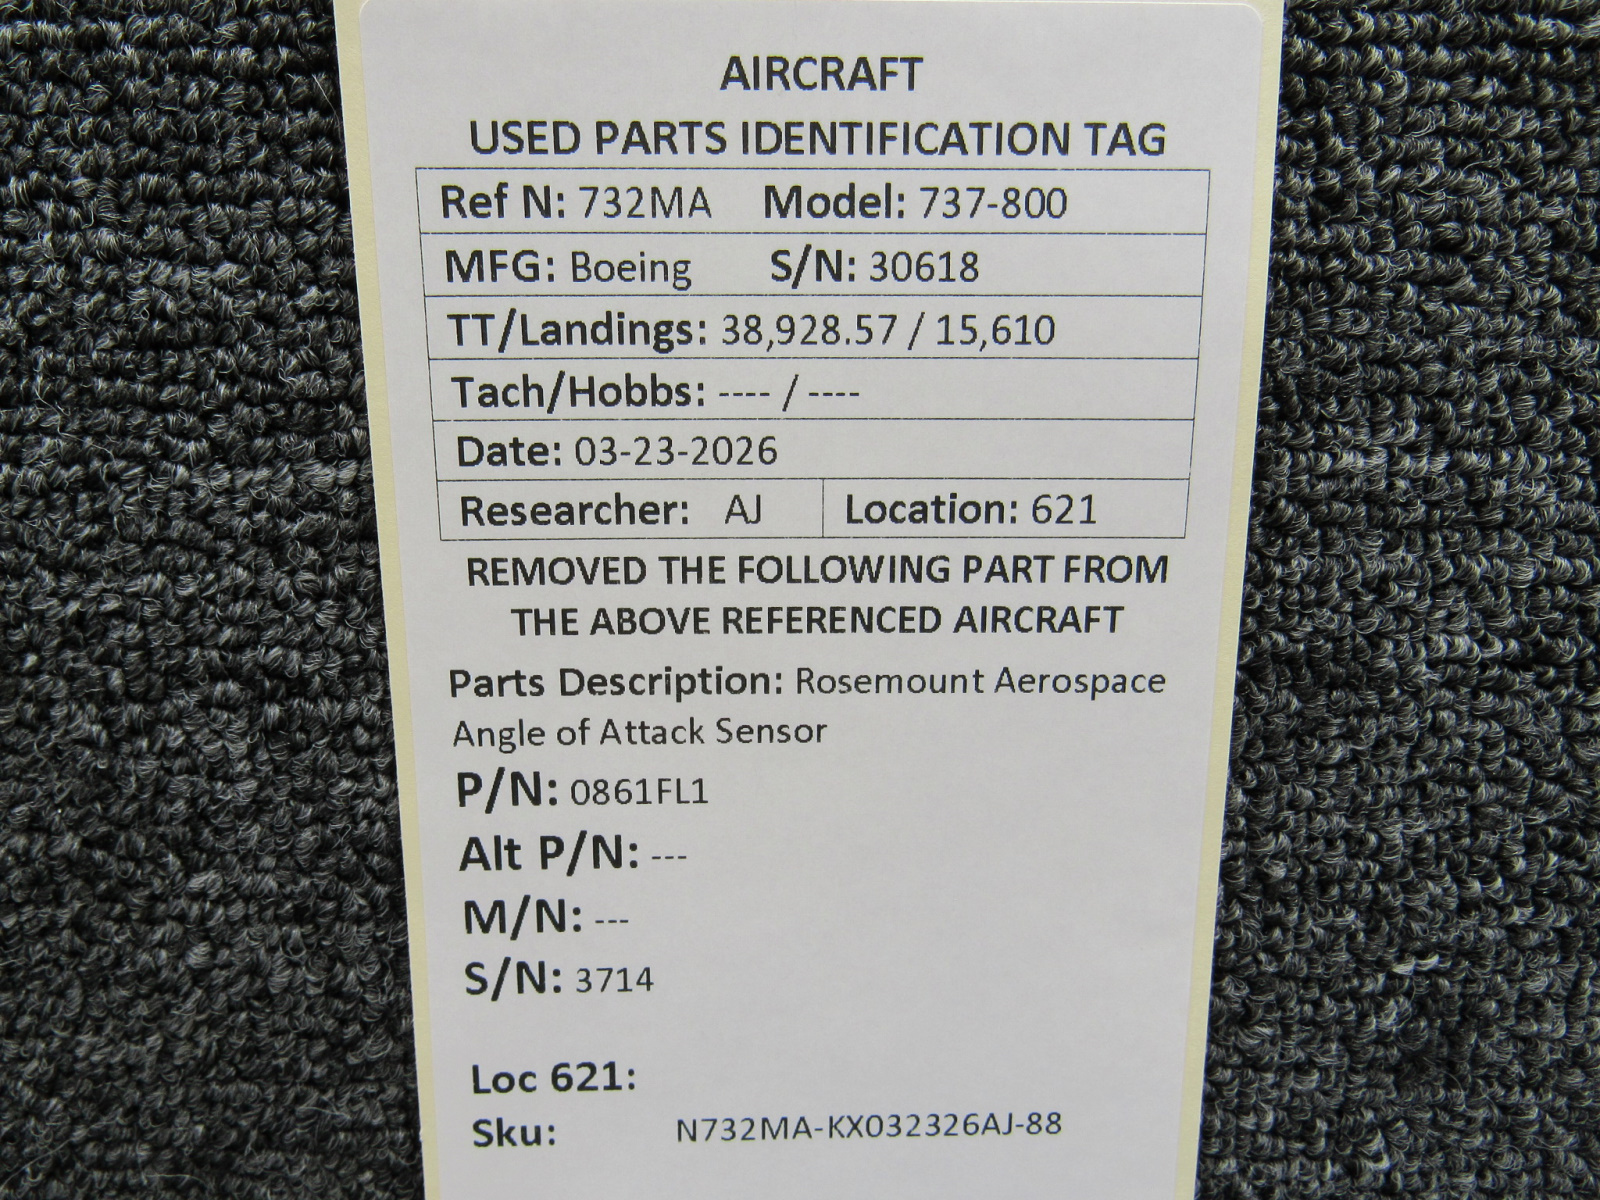 AIRCRAFT
USED PARTS IDENTIFICATION TAG
Ref N: 732MA Model: 737-800
MFG: Boeing S/N: 30618
TT/Landings: 38,928.57 / 15,610
Tach/Hobbs: ---- / ----
Date: 03-23-2026
Researcher: AJ Location: 621
REMOVED THE FOLLOWING PART FROM
THE ABOVE REFERENCED AIRCRAFT
Parts Description: Rosemount Aerospace
Angle of Attack Sensor
P/N: 0861FL1
Alt P/N: ---
M/N: ---
S/N: 3714
Loc 621:
Sku: N732MA-KX032326AJ-88